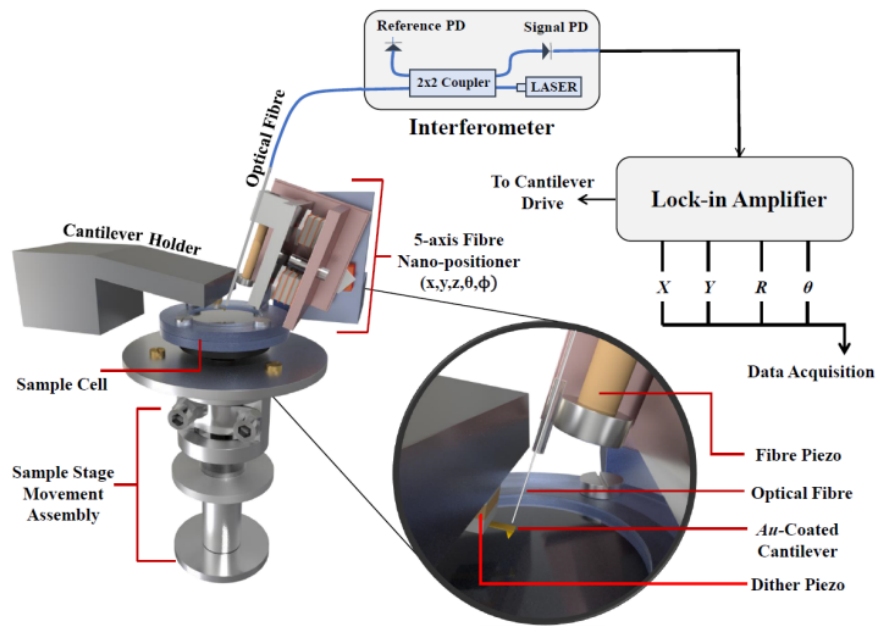 Reference PD
Signal PD
2x2 Coupler
LASER
Interferometer
Optical Fibre
To Cantilever
Drive
Lock-in Amplifier
X
Y
R
θ
Data Acquisition
Cantilever Holder
5-axis Fibre
Nano-positioner
(x,y,z,θ,ϕ)
Sample Cell
Sample Stage
Movement
Assembly
Fibre Piezo
Optical Fibre
Au-Coated
Cantilever
Dither Piezo